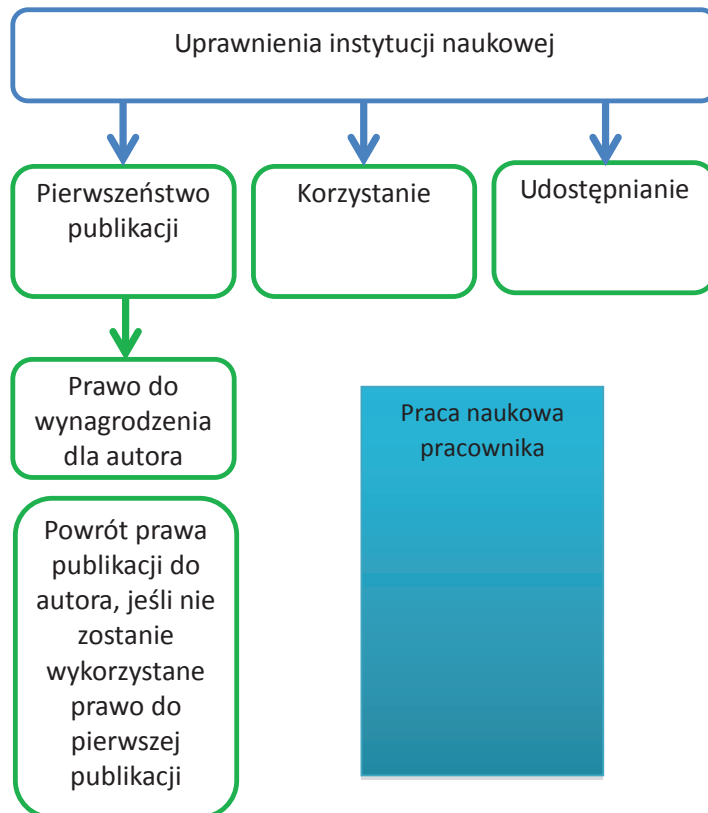 Uprawnienia instytucji naukowej
Pierwszeństwo
publikacji
Korzystanie
Udostępnianie
Prawo do
wynagrodzenia
dla autora
Praca naukowa
pracownika
Powrót prawa
publikacji do
autora, jeśli nie
zostanie
wykorzystane
prawo do
pierwszej
publikacji